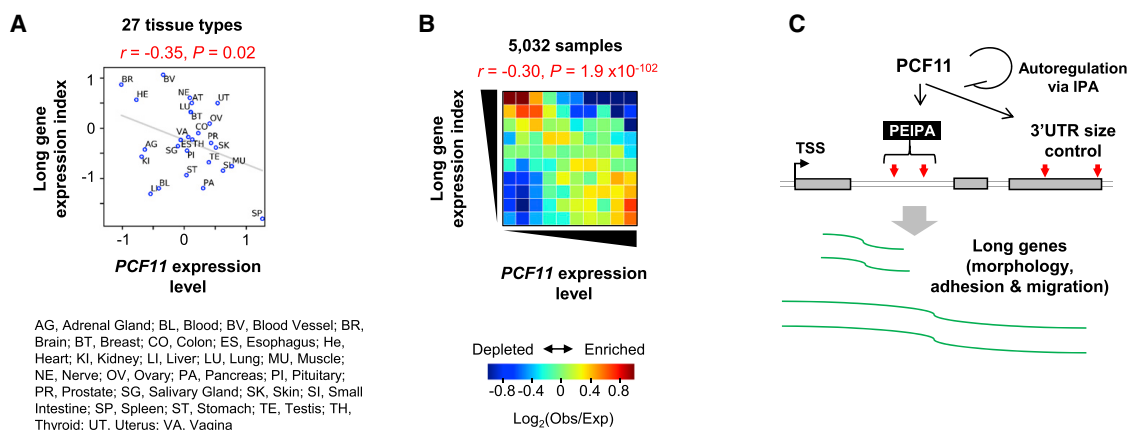 A
27 tissue types
r = -0.35, P = 0.02
Long gene
expression index
1
0
-1
BR
BV
HE
NE
AT
UT
LU
BT
OV
CO
VA
PR
ES
TH
SK
AG
SG
PI
KI
TE
MU
SI
ST
LI
BL
PA
SP
-1
0
1
PCF11 expression
level
AG, Adrenal Gland; BL, Blood; BV, Blood Vessel; BR,
Brain; BT, Breast; CO, Colon; ES, Esophagus; He,
Heart; KI, Kidney; LI, Liver; LU, Lung; MU, Muscle;
NE, Nerve; OV, Ovary; PA, Pancreas; PI, Pituitary;
PR, Prostate; SG, Salivary Gland; SK, Skin; SI, Small
Intestine; SP, Spleen; ST, Stomach; TE, Testis; TH,
Thyroid; UT, Uterus; VA, Vagina
B
5,032 samples
r = -0.30, P = 1.9 x10-102
Long gene
expression index
PCF11 expression
level
Depleted Enriched
-0.8 -0.4 0 0.4 0.8
Log2(Obs/Exp)
C
PCF11
Autoregulation
via IPA
PEIPA
3'UTR size
control
TSS
Long genes
(morphology,
adhesion & migration)